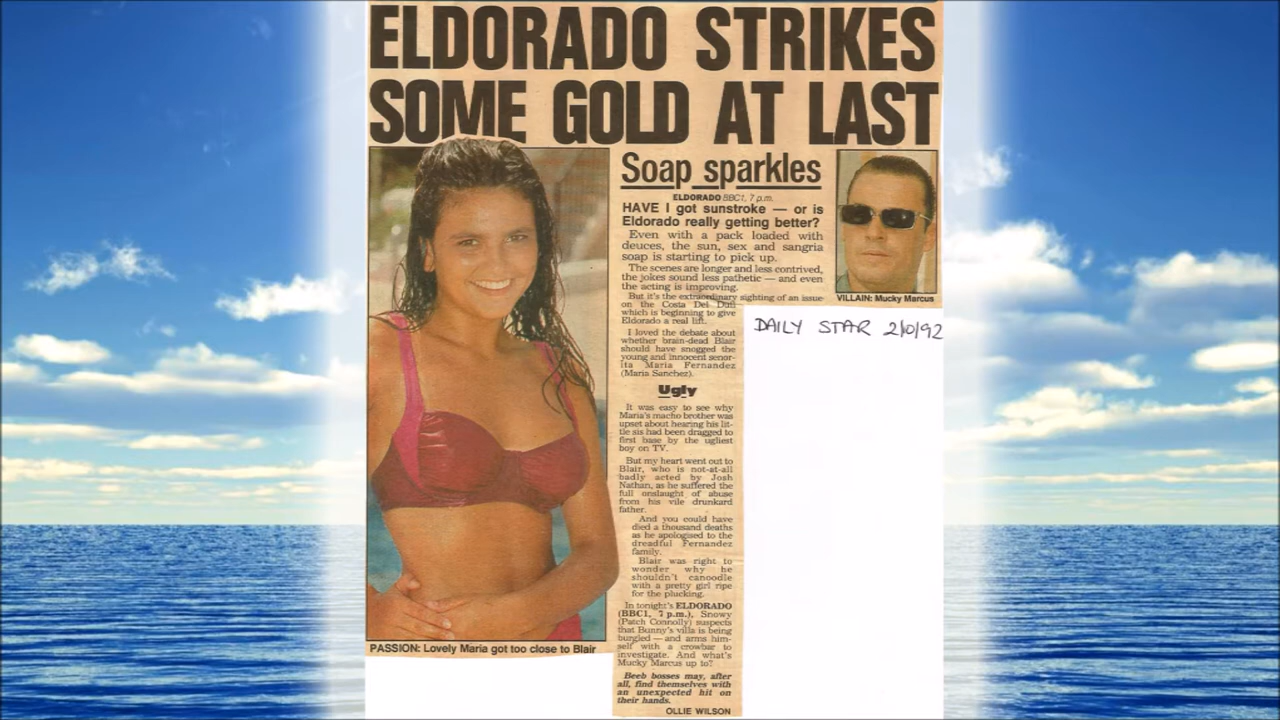 ELDORADO STRIKES
SOME GOLD AT LAST
Soap sparkles
ELDORADO BBC1, 7 p.m.
HAVE I got sunstroke — or is
Eldorado really getting better?
Even with a pack loaded with
deuces, the sun, sex and sangria
soap is starting to pick up.
The scenes are longer and less contrived,
the jokes sound less pathetic — and even
the acting is improving.
But it's the extraordinary sighting of an issue
on the Costa Del Dull
which is beginning to give
Eldorado a real lift.
I loved the debate about
whether brain-dead Blair
should have snogged the
young and innocent senor-
ita Maria Fernandez
(Maria Sanchez).
Ugly
It was easy to see why
Maria's macho brother was
upset about hearing his lit-
tle sis had been dragged to
first base by the ugliest
boy on TV.
But my heart went out to
Blair, who is not-at-all
badly acted by Josh
Nathan, as he suffered the
full onslaught of abuse
from his vile drunkard
father.
And you could have
died a thousand deaths
as he apologised to the
dreadful Fernandez
family.
Blair was right to
wonder why he
shouldn't canoodle
with a pretty girl ripe
for the plucking.
In tonight's ELDORADO
(BBC1, 7 p.m.), Snowy
(Patch Connolly) suspects
that Bunny's villa is being
burgled — and arms him-
self with a crowbar to
investigate. And what's
Mucky Marcus up to?
Beeb bosses may, after
all, find themselves with
an unexpected hit on
their hands.
OLLIE WILSON
VILLAIN: Mucky Marcus
DAILY STAR 2/10/92
PASSION: Lovely Maria got too close to Blair